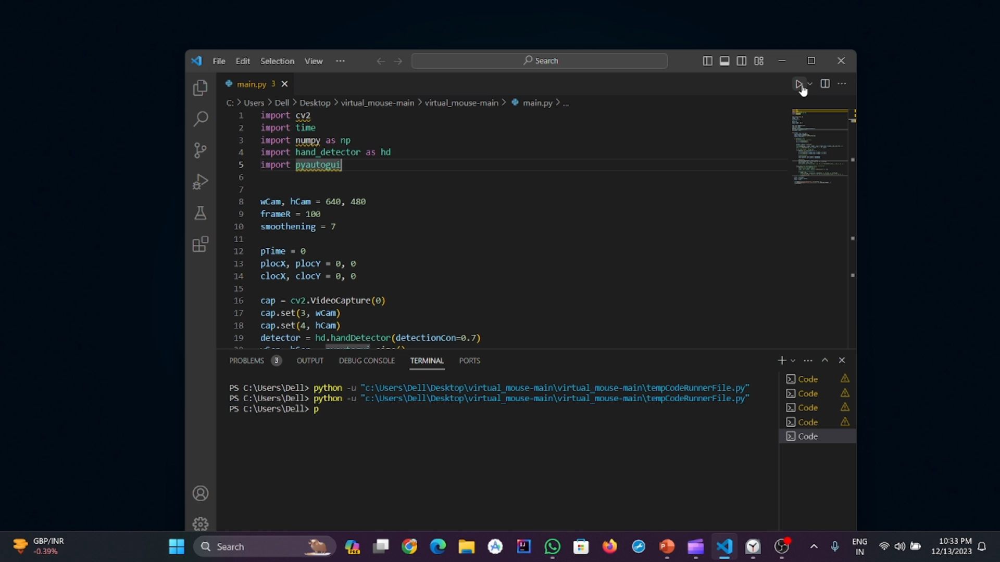 File Edit Selection View ··· Search
main.py 3
C: > Users > Dell > Desktop > virtual_mouse-main > virtual_mouse-main > main.py > ...
1 import cv2
2 import time
3 import numpy as np
4 import hand_detector as hd
5 import pyautogui
6
7
8 wCam, hCam = 640, 480
9 frameR = 100
10 smoothening = 7
11
12 pTime = 0
13 plocX, plocY = 0, 0
14 clocX, clocY = 0, 0
15
16 cap = cv2.VideoCapture(0)
17 cap.set(3, wCam)
18 cap.set(4, hCam)
19 detector = hd.handDetector(detectionCon=0.7)
PROBLEMS 3 OUTPUT DEBUG CONSOLE TERMINAL PORTS
PS C:\Users\Dell> python -u "c:\Users\Dell\Desktop\virtual_mouse-main\virtual_mouse-main\tempCodeRunnerFile.py"
PS C:\Users\Dell> python -u "c:\Users\Dell\Desktop\virtual_mouse-main\virtual_mouse-main\tempCodeRunnerFile.py"
PS C:\Users\Dell> p
Code
Code
Code
Code
Code
GBP/INR
-0.39%
Search
PRE
ENG
IN
10:33 PM
12/13/2023